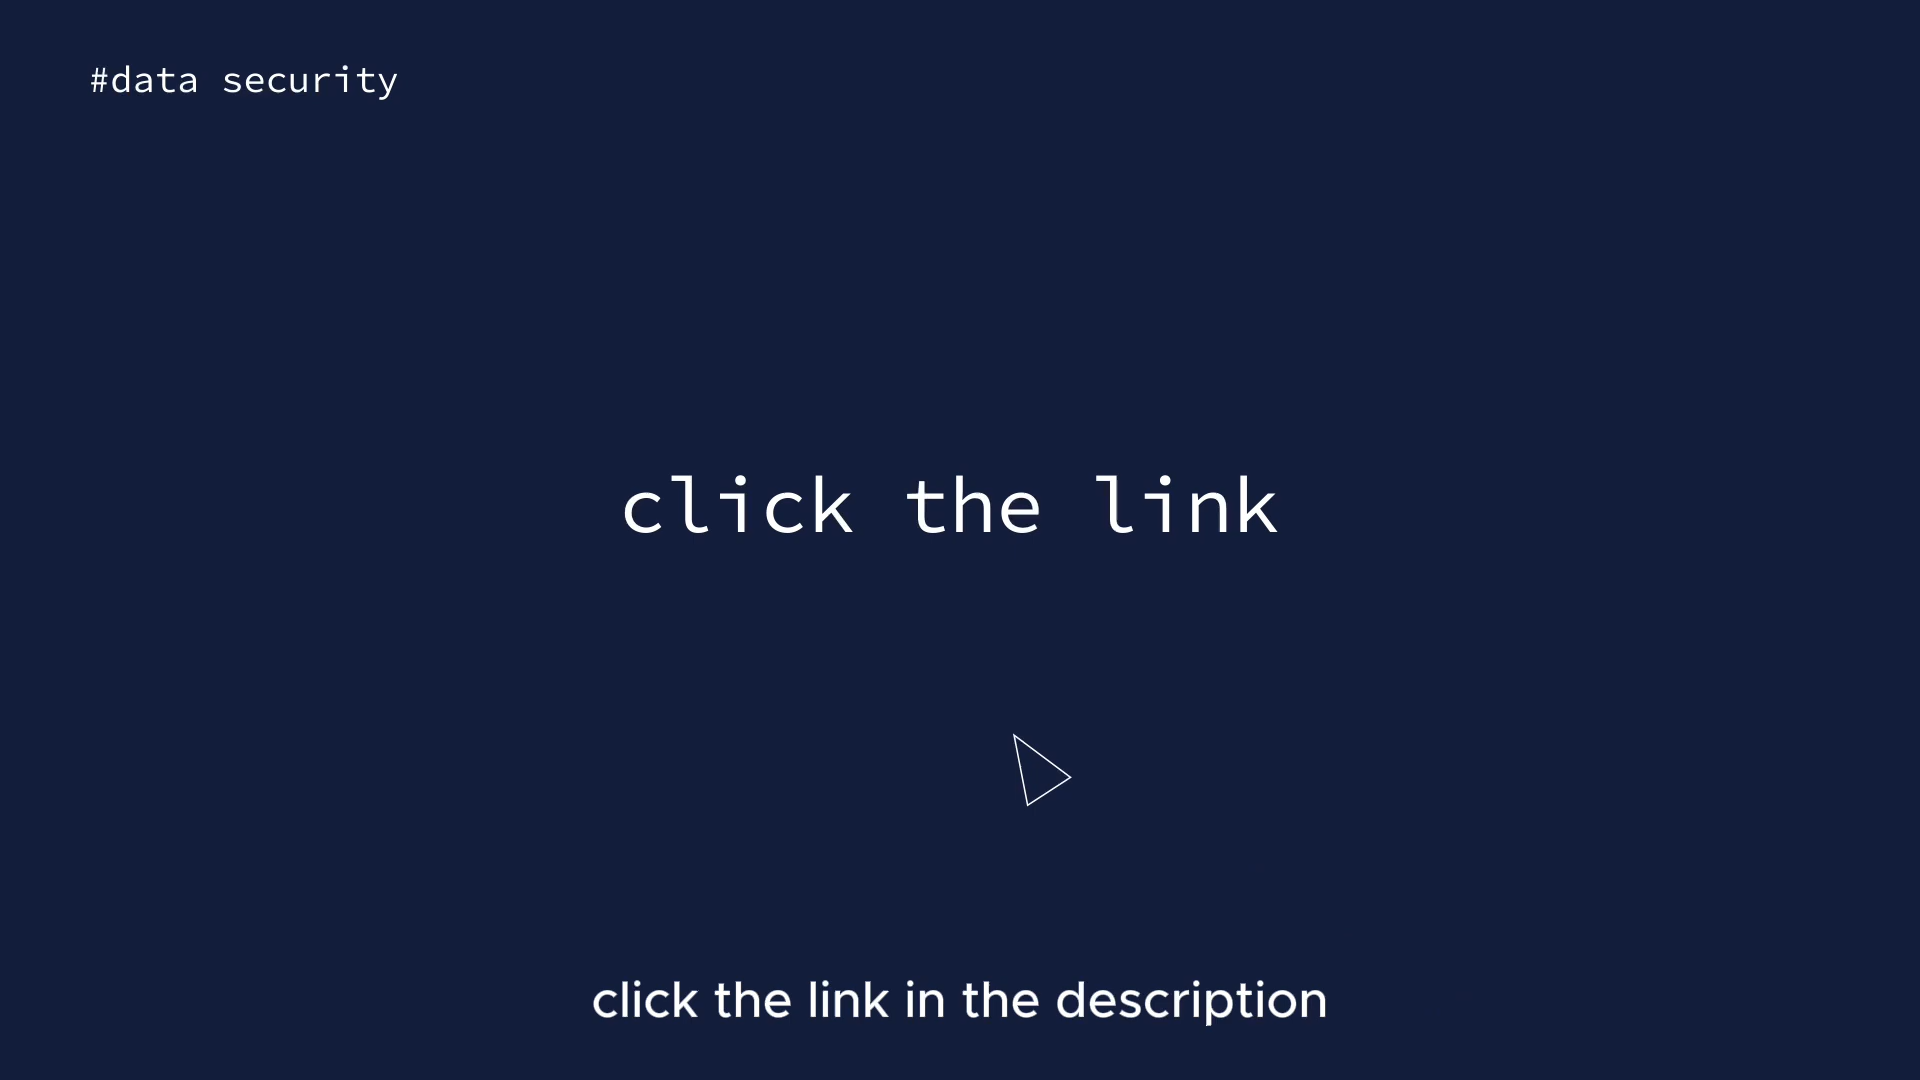 #data security
click the link
click the link in the description